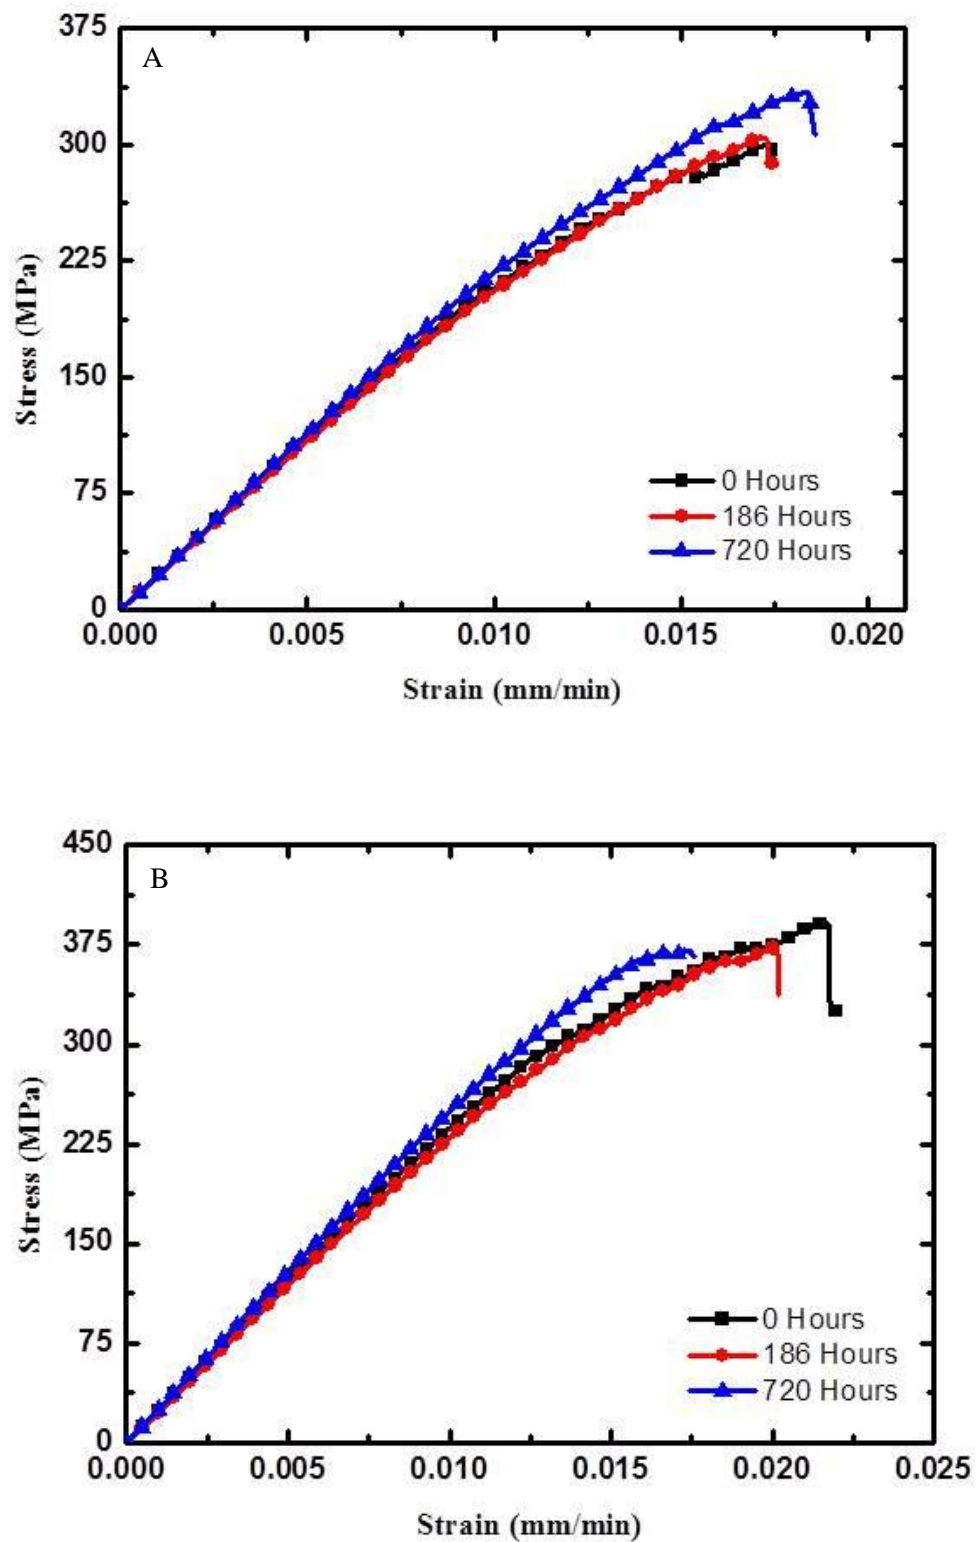 A
375
300
225
150
75
0
Stress (MPa)
0 Hours
186 Hours
720 Hours
0.000 0.005 0.010 0.015 0.020
Strain (mm/min)
B
450
375
300
225
150
75
0
Stress (MPa)
0 Hours
186 Hours
720 Hours
0.000 0.005 0.010 0.015 0.020 0.025
Strain (mm/min)